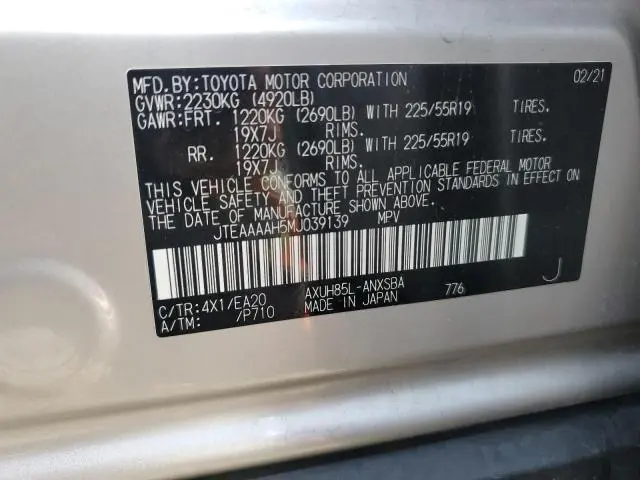 MFD.BY:TOYOTA MOTOR CORPORATION 02/21
GVWR:2230KG (4920LB)
GAWR:FRT. 1220KG (2690LB) WITH 225/55R19 TIRES.
19X7J RIMS.
RR. 1220KG (2690LB) WITH 225/55R19 TIRES.
19X7J RIMS.
THIS VEHICLE CONFORMS TO ALL APPLICABLE FEDERAL MOTOR
VEHICLE SAFETY AND THEFT PREVENTION STANDARDS IN EFFECT ON
THE DATE OF MANUFACTURE SHOWN ABOVE.
JTEAAAAH5MJ039139 MPV
C/TR:4X1/EA20 AXUH85L-ANXSBA 776 J
A/TM: /P710 MADE IN JAPAN